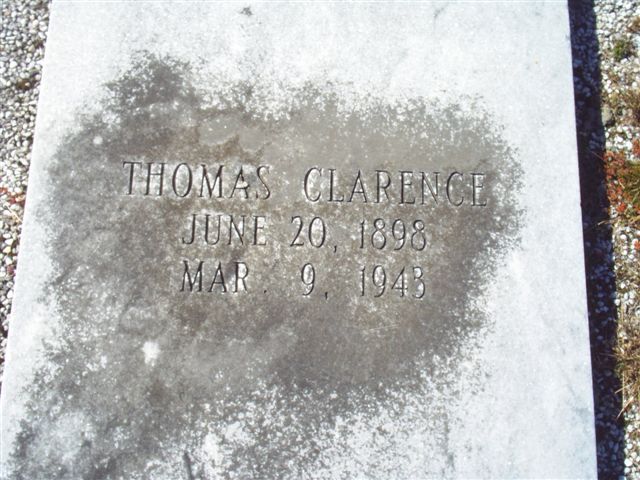 THOMAS CLARENCE
JUNE 20, 1898
MAR. 9, 1943